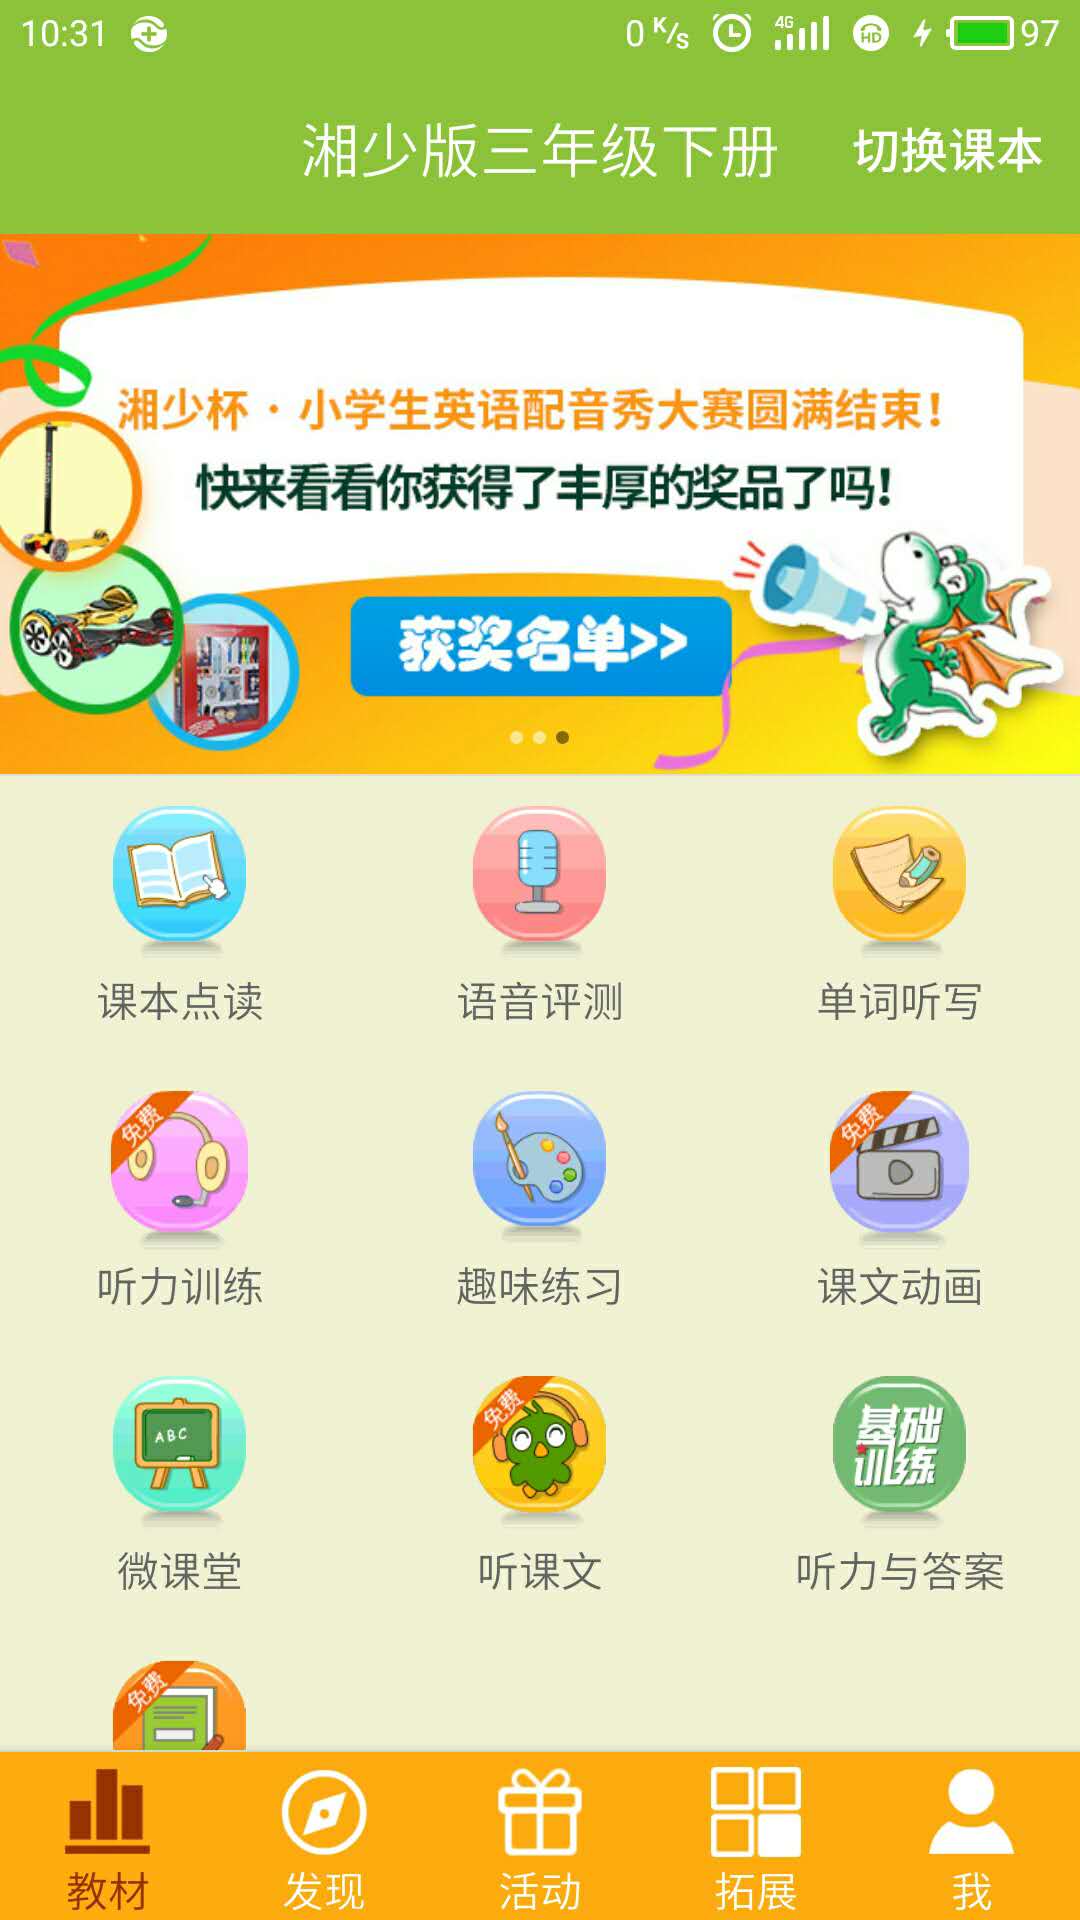 10:31
0 K/s 4G HD 97
湘少版三年级下册 切换课本
湘少杯·小学生英语配音秀大赛圆满结束!
快来看看你获得了丰厚的奖品了吗!
获奖名单>>
课本点读 语音评测 单词听写
免费 免费
听力训练 趣味练习 课文动画
ABC 免费 基础
训练
微课堂 听课文 听力与答案
免费
教材 发现 活动 拓展 我